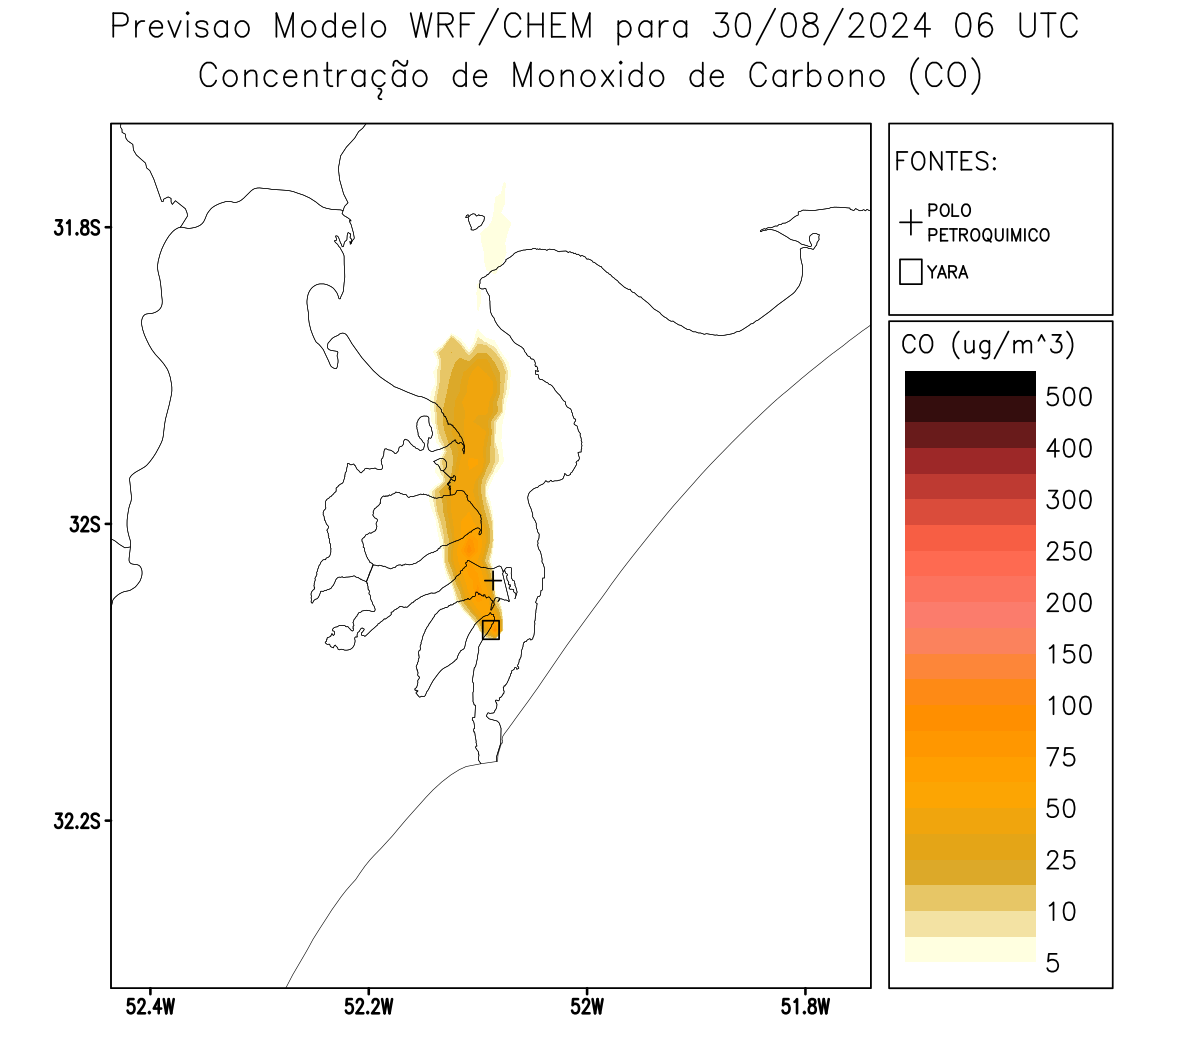 Previsao Modelo WRF/CHEM para 30/08/2024 06 UTC
Concentração de Monoxido de Carbono (CO)
FONTES:
POLO
PETROQUIMICO
YARA
CO (ug/m^3)
500
400
300
250
200
150
100
75
50
25
10
5
31.8S
32S
32.2S
52.4W
52.2W
52W
51.8W